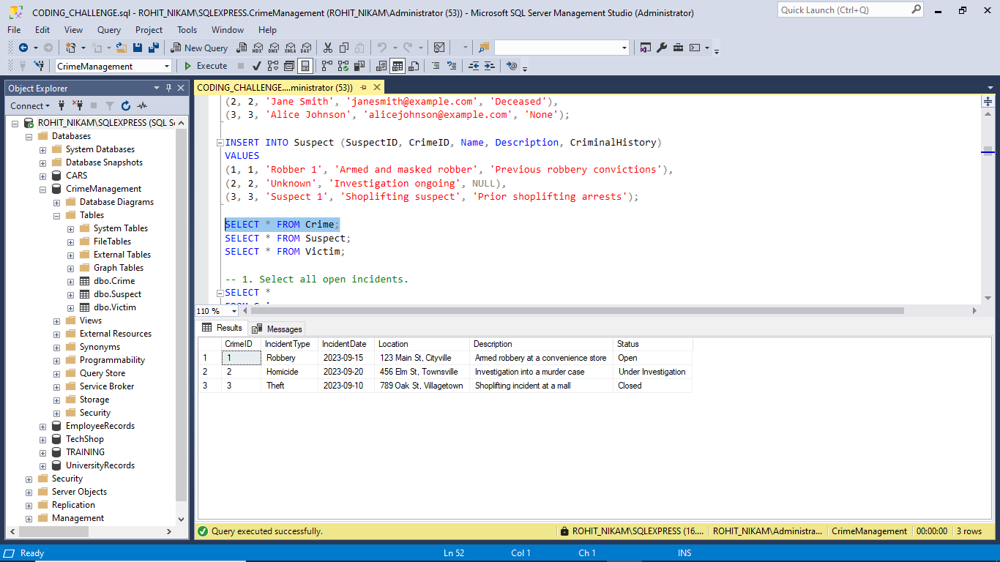 CODING_CHALLENGE.sql - ROHIT_NIKAM\SQLEXPRESS.CrimeManagement (ROHIT_NIKAM\Administrator (53)) - Microsoft SQL Server Management Studio (Administrator)
Quick Launch (Ctrl+Q)
File Edit View Query Project Tools Window Help
New Query MDX DMX XMLA DAX
CrimeManagement Execute
Object Explorer
Connect
ROHIT_NIKAM\SQLEXPRESS (SQL S
Databases
System Databases
Database Snapshots
CARS
CrimeManagement
Database Diagrams
Tables
System Tables
FileTables
External Tables
Graph Tables
dbo.Crime
dbo.Suspect
dbo.Victim
Views
External Resources
Synonyms
Programmability
Query Store
Service Broker
Storage
Security
EmployeeRecords
TechShop
TRAINING
UniversityRecords
Security
Server Objects
Replication
Management
CODING_CHALLENGE....ministrator (53))
(2, 2, 'Jane Smith', 'janesmith@example.com', 'Deceased'),
(3, 3, 'Alice Johnson', 'alicejohnson@example.com', 'None');
INSERT INTO Suspect (SuspectID, CrimeID, Name, Description, CriminalHistory)
VALUES
(1, 1, 'Robber 1', 'Armed and masked robber', 'Previous robbery convictions'),
(2, 2, 'Unknown', 'Investigation ongoing', NULL),
(3, 3, 'Suspect 1', 'Shoplifting suspect', 'Prior shoplifting arrests');
SELECT * FROM Crime;
SELECT * FROM Suspect;
SELECT * FROM Victim;
-- 1. Select all open incidents.
SELECT *
110 %
Results Messages
CrimeID IncidentType IncidentDate Location Description Status
1 1 Robbery 2023-09-15 123 Main St, Cityville Armed robbery at a convenience store Open
2 2 Homicide 2023-09-20 456 Elm St, Townsville Investigation into a murder case Under Investigation
3 3 Theft 2023-09-10 789 Oak St, Villagetown Shoplifting incident at a mall Closed
Query executed successfully. ROHIT_NIKAM\SQLEXPRESS (16.... ROHIT_NIKAM\Administra... CrimeManagement 00:00:00 3 rows
Ready Ln 52 Col 1 Ch 1 INS